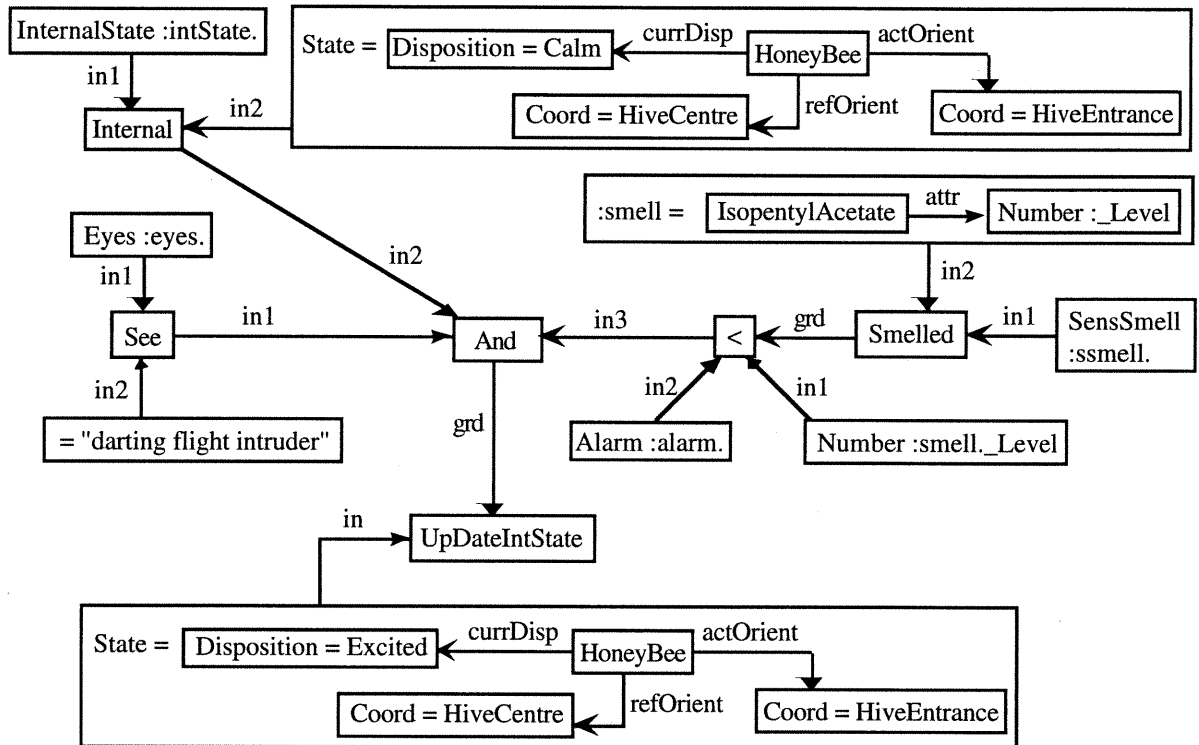 InternalState :intState.
in1
Internal
in2
State =
Disposition = Calm
currDisp
HoneyBee
actOrient
Coord = HiveCentre
refOrient
Coord = HiveEntrance
:smell =
IsopentylAcetate
attr
Number :_Level
Eyes :eyes.
in1
in2
in2
See
in1
And
in3
<
grd
Smelled
in1
SensSmell
:ssmell.
in2
in2
in1
= "darting flight intruder"
grd
Alarm :alarm.
Number :smell._Level
in
UpDateIntState
State =
Disposition = Excited
currDisp
HoneyBee
actOrient
Coord = HiveCentre
refOrient
Coord = HiveEntrance